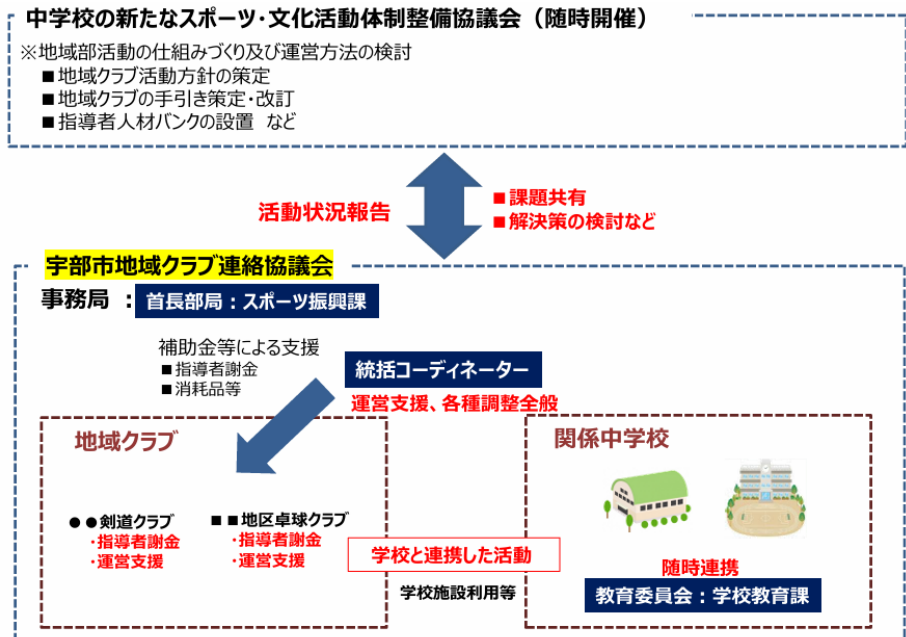 中学校の新たなスポーツ・文化活動体制整備協議会（随時開催）
※地域部活動の仕組みづくり及び運営方法の検討
■地域クラブ活動方針の策定
■地域クラブの手引き策定・改訂
■指導者人材バンクの設置 など
活動状況報告
■課題共有
■解決策の検討など
宇部市地域クラブ連絡協議会
事務局 ： 首長部局：スポーツ振興課
補助金等による支援
■指導者謝金
■消耗品等
統括コーディネーター
運営支援、各種調整全般
地域クラブ
●●剣道クラブ
・指導者謝金
・運営支援
■■地区卓球クラブ
・指導者謝金
・運営支援
学校と連携した活動
学校施設利用等
関係中学校
随時連携
教育委員会：学校教育課